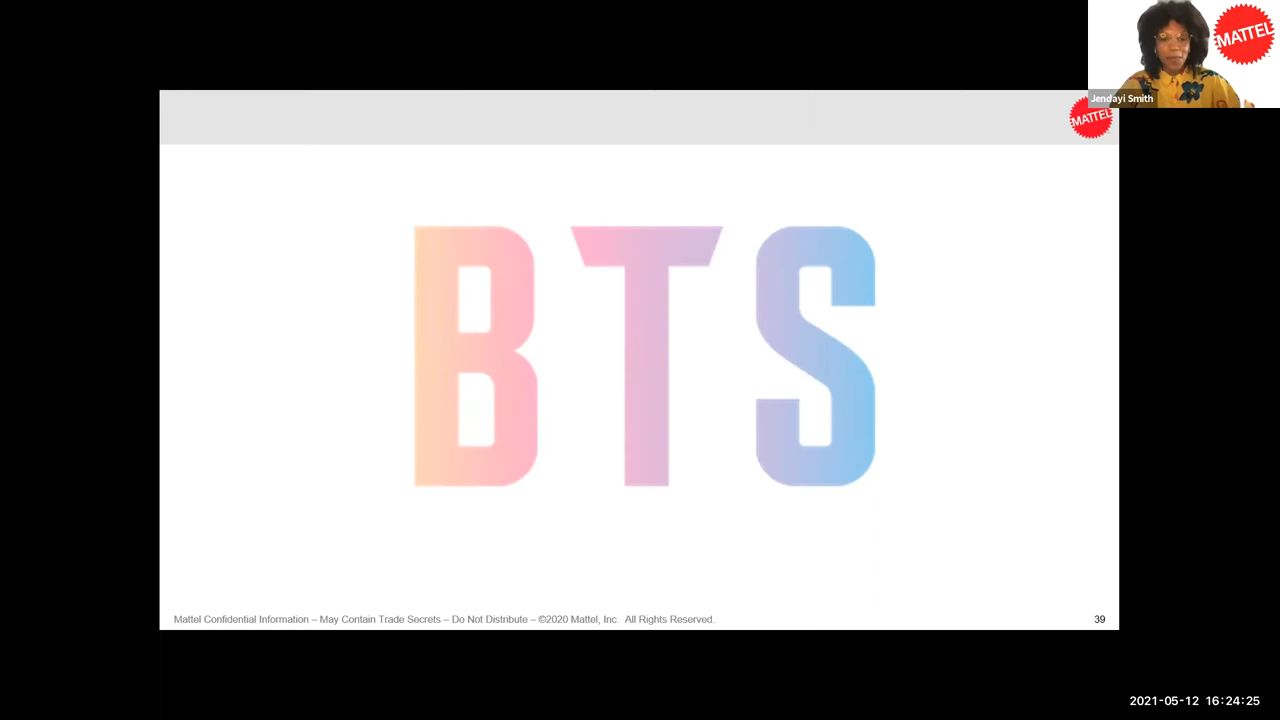 MATTEL
Jendayi Smith
MATTEL
BTS
Mattel Confidential Information – May Contain Trade Secrets – Do Not Distribute – ©2020 Mattel, Inc. All Rights Reserved.
39
2021-05-12 16:24:25